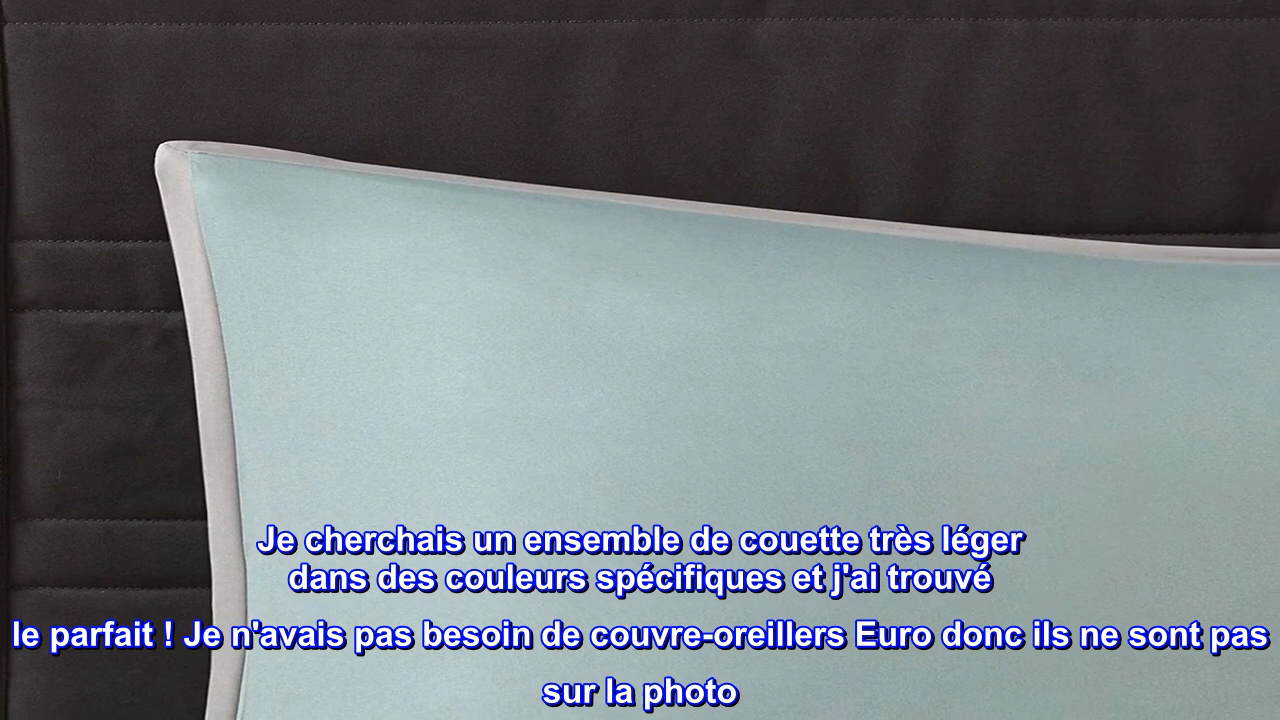 Je cherchais un ensemble de couette très léger
dans des couleurs spécifiques et j'ai trouvé
le parfait ! Je n'avais pas besoin de couvre-oreillers Euro donc ils ne sont pas
sur la photo